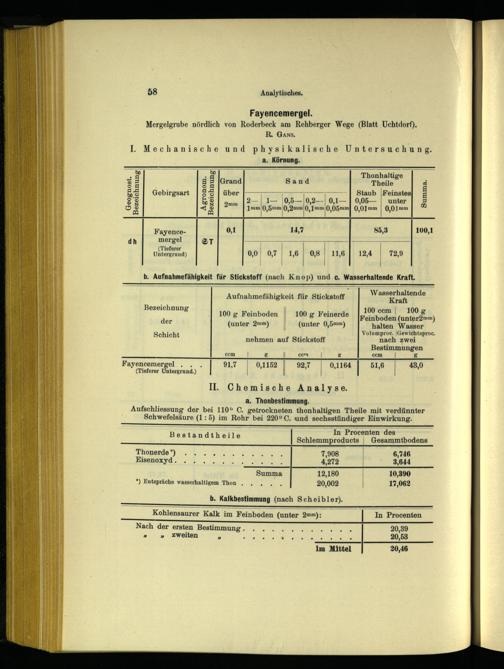 58
Analytisches.
Fayencemergel.
Mergelgrube nördlich von Roderbeck am Rehberger Wege (Blatt Uchtdorf).
R. GANS.
I. Mechanische und physikalische Untersuchung.
a. Körnung.
Geognost. Bezeichnung
Gebirgsart
Agronom. Bezeichnung
Grand über 2mm
Sand
2— 1mm
1— 0,5mm
0,5— 0,2mm
0,2— 0,1mm
0,1— 0,05mm
Thonhaltige Theile
Staub 0,05— 0,01mm
Feinstes unter 0,01mm
Summa.
dh
Fayence-
mergel
(Tieferer
Untergrund)
T
0,1 14,7 85,3 100,1
0,0 0,7 1,6 0,8 11,6 12,4 72,9
b. Aufnahmefähigkeit für Stickstoff (nach Knop) und c. Wasserhaltende Kraft.
Bezeichnung
der
Schicht
Aufnahmefähigkeit für Stickstoff
100 g Feinboden (unter 2mm)
100 g Feinerde (unter 0,5mm)
nehmen auf Stickstoff
ccm g ccm g
Wasserhaltende Kraft
100 ccm 100 g
Feinboden (unter 2mm)
halten Wasser
Volumproc. Gewichtsproc.
nach zwei
Bestimmungen
ccm g
Fayencemergel . . . 91,7 0,1152 92,7 0,1164 51,6 43,0
(Tieferer Untergrund.)
II. Chemische Analyse.
a. Thonbestimmung.
Aufschliessung der bei 110° C. getrockneten thonhaltigen Theile mit verdünnter
Schwefelsäure (1:5) im Rohr bei 220° C. und sechsstündiger Einwirkung.
Bestandtheile
In Procenten des
Schlemmproducts Gesammtbodens
Thonerde*) . . . . . . . . . . . 7,908 6,746
Eisenoxyd . . . . . . . . . . . . 4,272 3,644
Summa 12,180 10,390
*) Entspräche wasserhaltigem Thon . . . . . 20,002 17,062
b. Kalkbestimmung (nach Scheibler).
Kohlensaurer Kalk im Feinboden (unter 2mm): In Procenten
Nach der ersten Bestimmung . . . . . . . . . . . . 20,39
„ „ zweiten „ . . . . . . . . . . . . 20,53
Im Mittel 20,46